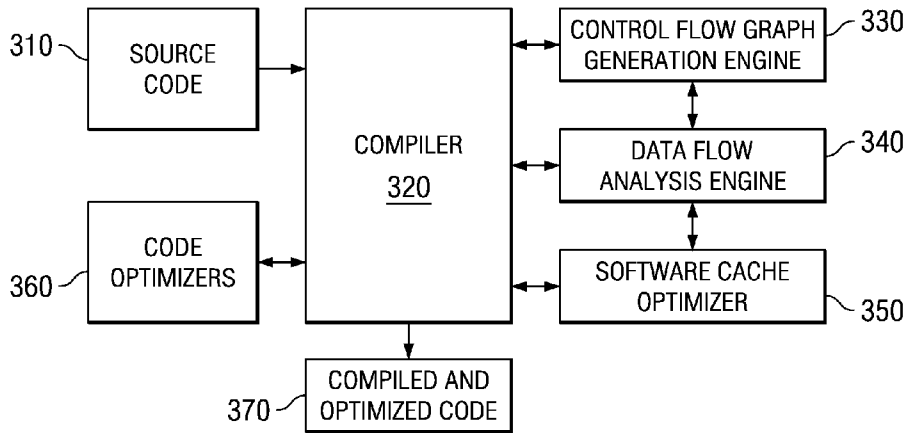 310
SOURCE
CODE
COMPILER
320
CONTROL FLOW GRAPH
GENERATION ENGINE
330
DATA FLOW
ANALYSIS ENGINE
340
CODE
OPTIMIZERS
360
SOFTWARE CACHE
OPTIMIZER
350
COMPILED AND
OPTIMIZED CODE
370